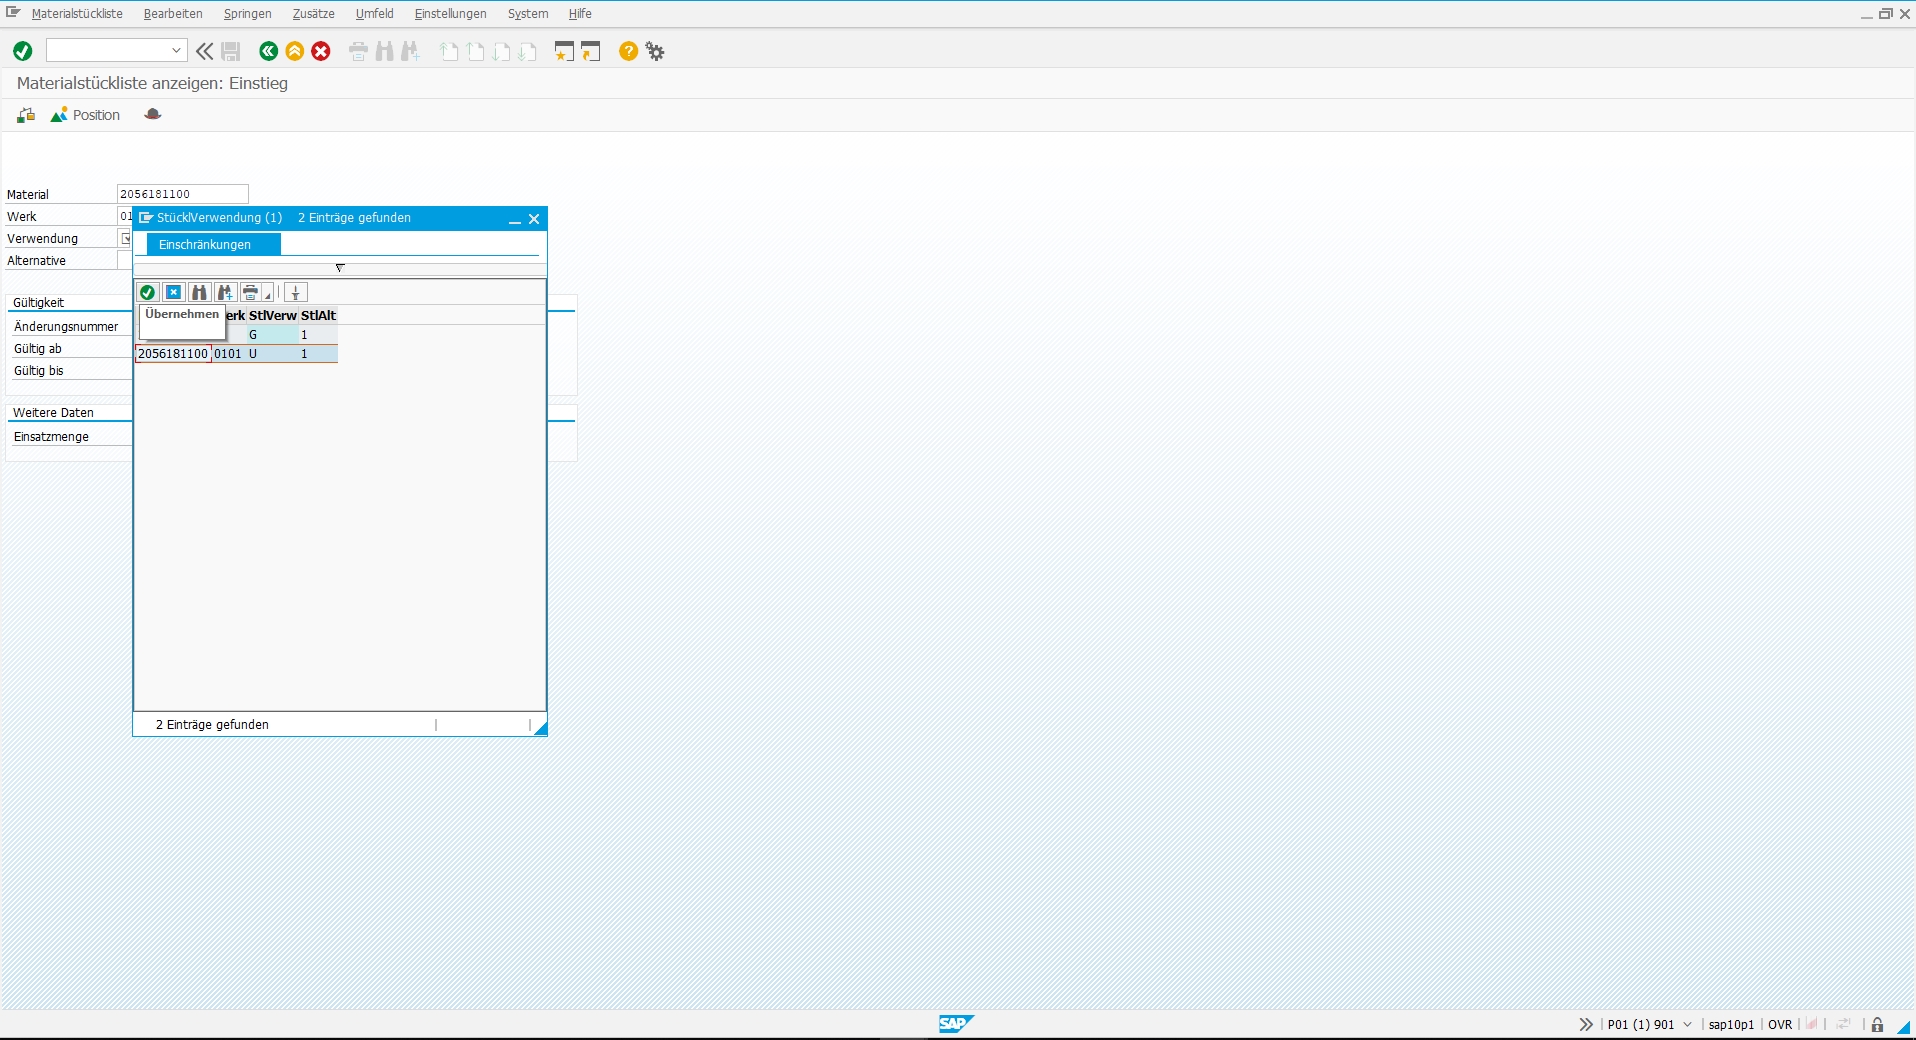 Materialstückliste Bearbeiten Springen Zusätze Umfeld Einstellungen System Hilfe
Materialstückliste anzeigen: Einstieg
Position
Material 2056181100
Werk 01
Verwendung
Alternative
StücklVerwendung (1) 2 Einträge gefunden
Einschränkungen
Übernehmen
erk StlVerw StlAlt
G 1
2056181100 0101 U 1
Gültigkeit
Änderungsnummer
Gültig ab
Gültig bis
Weitere Daten
Einsatzmenge
2 Einträge gefunden
SAP
P01 (1) 901 sap10p1 OVR